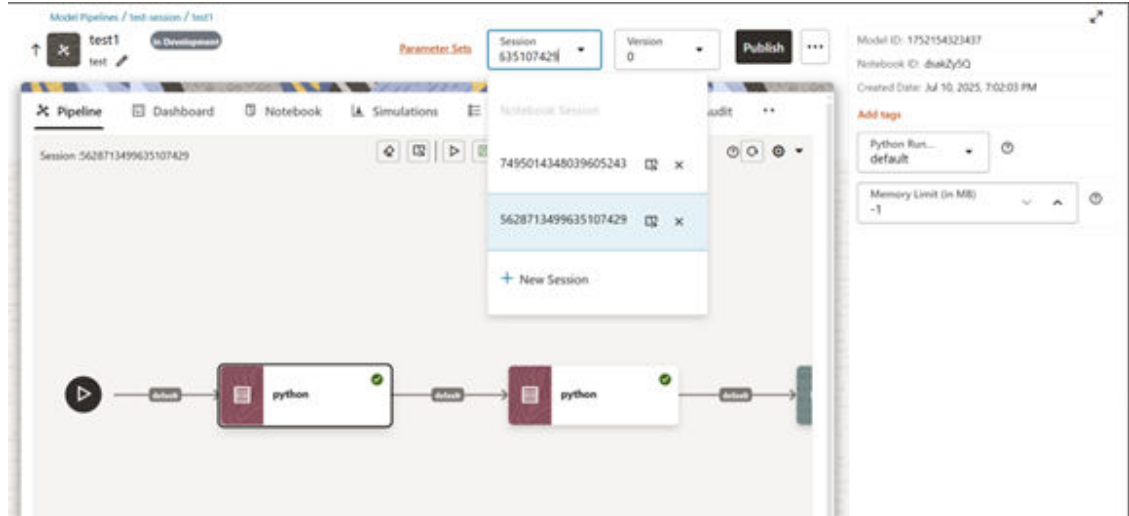 Model Pipelines / test-session / test1
test1
In Development
test
Parameter Sets
Session
635107429
Version
0
Publish
Pipeline
Dashboard
Notebook
Simulations
Notebook Session
udit
Session :5628713499635107429
7495014348039605243
5628713499635107429
+ New Session
default
python
default
python
default
Model ID: 1752154323437
Notebook ID: dsakZy5Q
Created Date: Jul 10, 2025, 7:02:03 PM
Add tags
Python Run...
default
Memory Limit (in MB)
-1